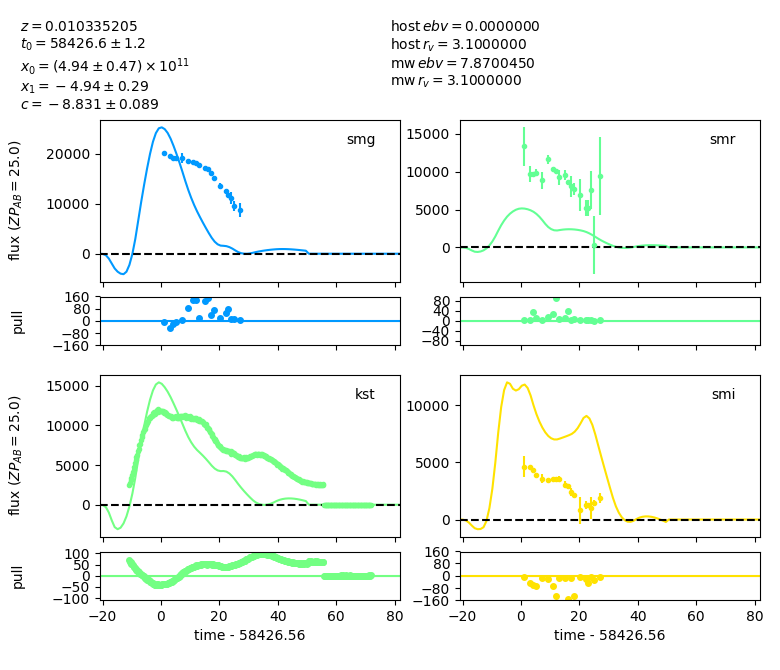 z = 0.010335205
t₀ = 58426.6 ± 1.2
x₀ = (4.94 ± 0.47) × 10¹¹
x₁ = −4.94 ± 0.29
c = −8.831 ± 0.089
host ebv = 0.0000000
host rᵥ = 3.1000000
mw ebv = 7.8700450
mw rᵥ = 3.1000000
flux (ZP_AB = 25.0)
20000
10000
0
smg
15000
10000
5000
0
smr
pull
160
80
0
−80
−160
80
40
0
−40
−80
flux (ZP_AB = 25.0)
15000
10000
5000
0
kst
10000
5000
0
smi
pull
100
50
0
−50
−100
160
80
0
−80
−160
−20 0 20 40 60 80
−20 0 20 40 60 80
time - 58426.56
time - 58426.56